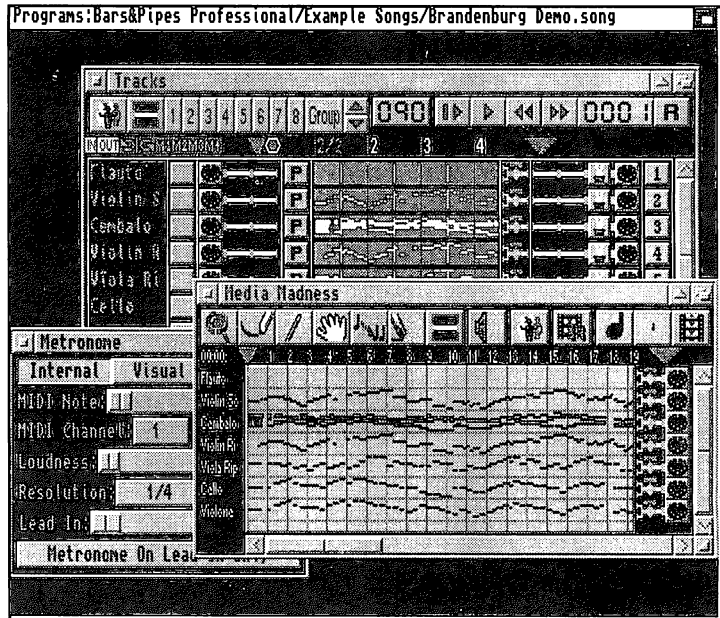 Programs:Bars&Pipes Professional/Example Songs/Brandenburg Demo.song
Tracks
1 2 3 4 5 6 7 8 Group 090 0001 R
IN OUT 2 3 4
Flauto P 1
Violin S P 2
Cembalo P 3
Violin R P 4
Viola Ri
Cello
Media Madness
Metronome
Internal Visual
MIDI Note:
MIDI Channel: 1
Loudness:
Resolution: 1/4
Lead In:
Metronome On Lead
00:00: 1 2 3 4 5 6 7 8 9 10 11 12 13 14 15 16 17 18 19
Flauto
Violin So
Cembalo
Violin Ri
Viola Rip
Cello
Violone